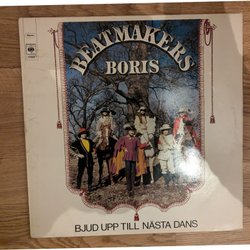 BEATMAKERS
BORIS
BJUD UPP TILL NÄSTA DANS